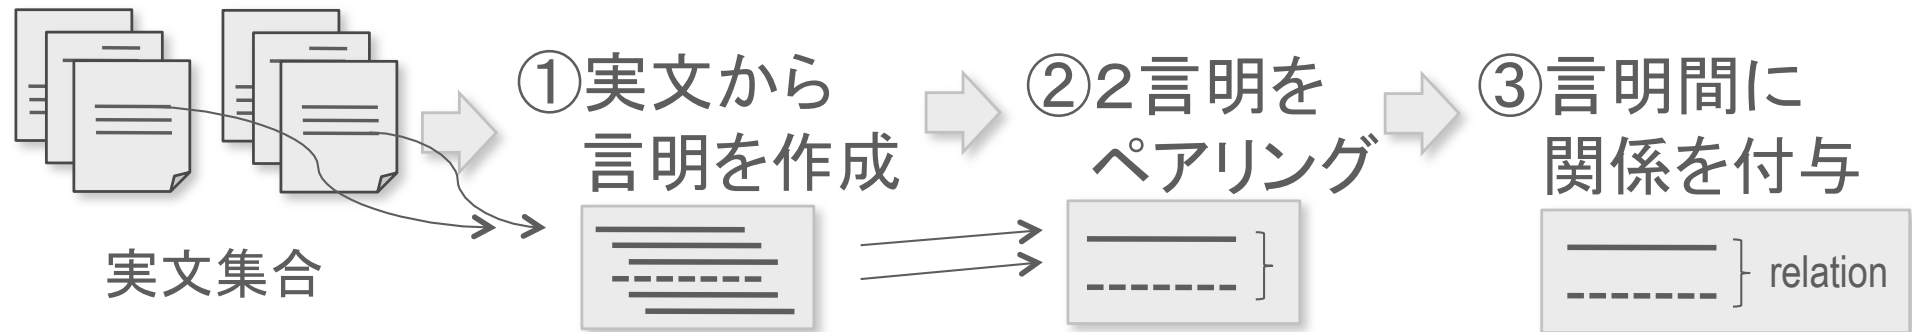 ①実文から
言明を作成
②２言明を
ペアリング
③言明間に
関係を付与
実文集合
relation